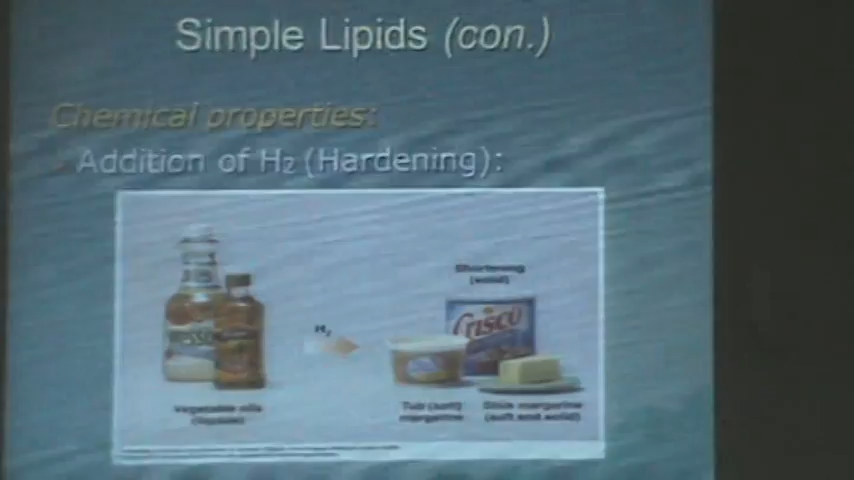 Simple Lipids (con.)
Chemical properties:
Addition of H2 (Hardening):
Shortening
(solid)
Crisco
H2
Vegetable oils
(liquids)
Tub (soft)
margarine
Stick margarine
(soft and solid)